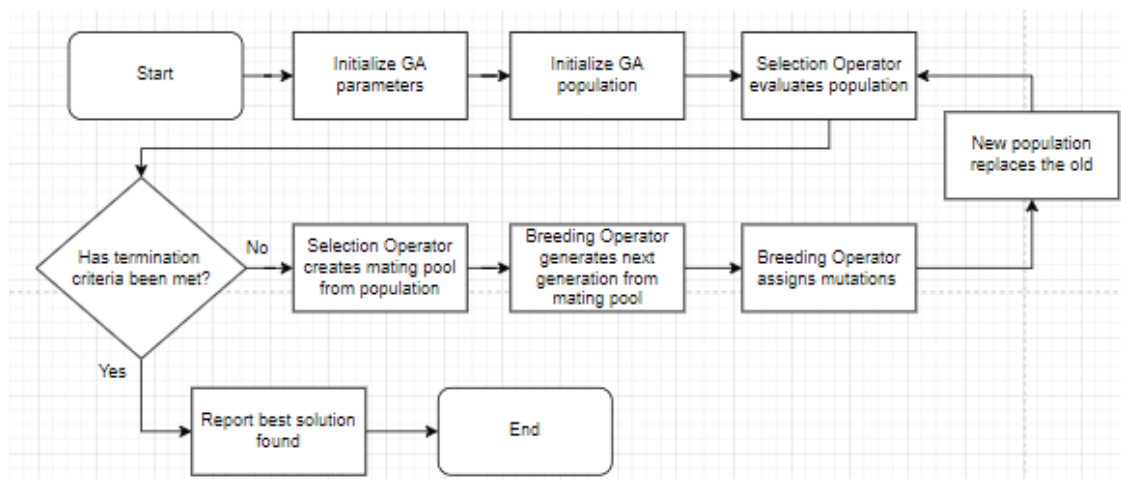 Start
Initialize GA
parameters
Initialize GA
population
Selection Operator
evaluates population
New population
replaces the old
Has termination
criteria been met?
No
Selection Operator
creates mating pool
from population
Breeding Operator
generates next
generation from
mating pool
Breeding Operator
assigns mutations
Yes
Report best solution
found
End